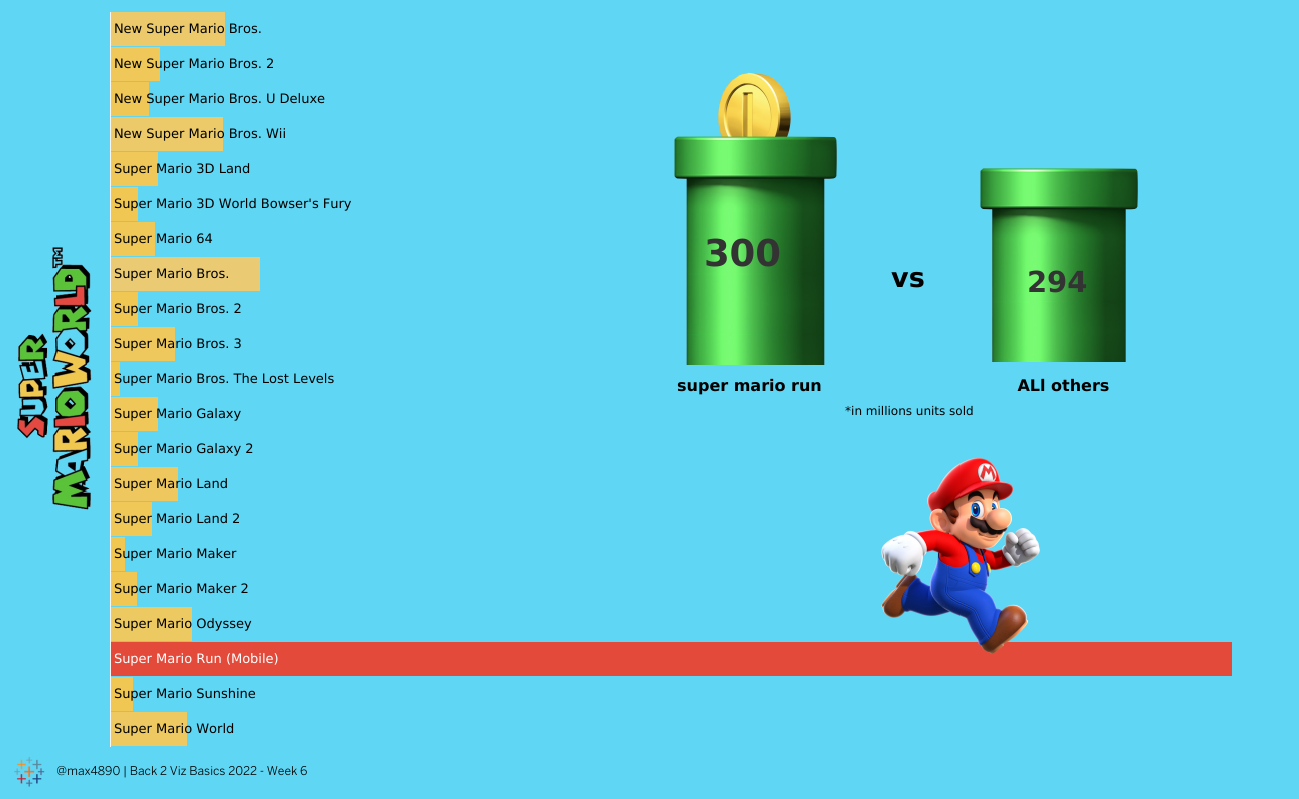 New Super Mario Bros.
New Super Mario Bros. 2
New Super Mario Bros. U Deluxe
New Super Mario Bros. Wii
Super Mario 3D Land
Super Mario 3D World Bowser's Fury
Super Mario 64
Super Mario Bros.
Super Mario Bros. 2
Super Mario Bros. 3
Super Mario Bros. The Lost Levels
Super Mario Galaxy
Super Mario Galaxy 2
Super Mario Land
Super Mario Land 2
Super Mario Maker
Super Mario Maker 2
Super Mario Odyssey
Super Mario Run (Mobile)
Super Mario Sunshine
Super Mario World
SUPER
MARIOWORLD™
300
vs
294
super mario run
ALl others
*in millions units sold
M
@max4890 | Back 2 Viz Basics 2022 - Week 6